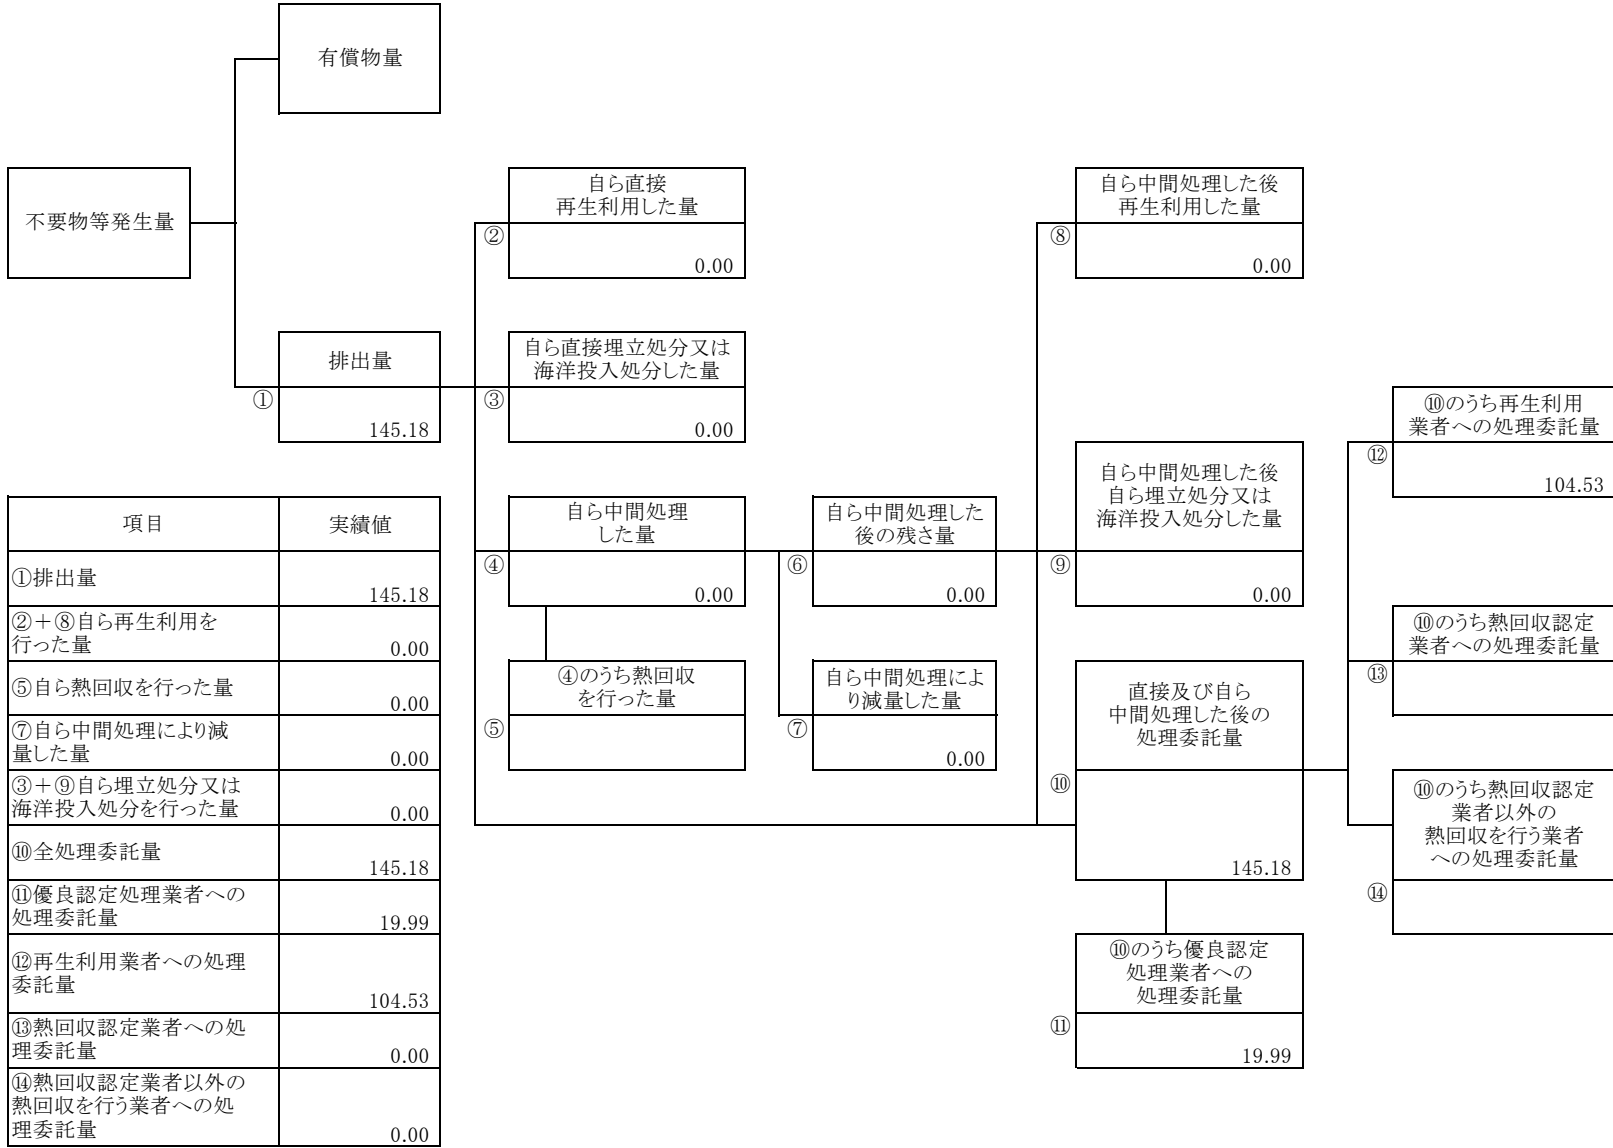 有償物量
不要物等発生量
自ら直接
再生利用した量
②
0.00
自ら中間処理した後
再生利用した量
⑧
0.00
排出量
①
145.18
自ら直接埋立処分又は
海洋投入処分した量
③
0.00
⑩のうち再生利用
業者への処理委託量
⑫
104.53
自ら中間処理
した量
④
0.00
自ら中間処理した
後の残さ量
⑥
0.00
自ら中間処理した後
自ら埋立処分又は
海洋投入処分した量
⑨
0.00
⑩のうち熱回収認定
業者への処理委託量
⑬
④のうち熱回収
を行った量
⑤
自ら中間処理によ
り減量した量
⑦
0.00
直接及び自ら
中間処理した後の
処理委託量
⑩
145.18
⑩のうち熱回収認定
業者以外の
熱回収を行う業者
への処理委託量
⑭
⑩のうち優良認定
処理業者への
処理委託量
⑪
19.99
項目 実績値
①排出量
145.18
②＋⑧自ら再生利用を
行った量
0.00
⑤自ら熱回収を行った量
0.00
⑦自ら中間処理により減
量した量
0.00
③＋⑨自ら埋立処分又は
海洋投入処分を行った量
0.00
⑩全処理委託量
145.18
⑪優良認定処理業者への
処理委託量
19.99
⑫再生利用業者への処理
委託量
104.53
⑬熱回収認定業者への処
理委託量
0.00
⑭熱回収認定業者以外の
熱回収を行う業者への処
理委託量
0.00